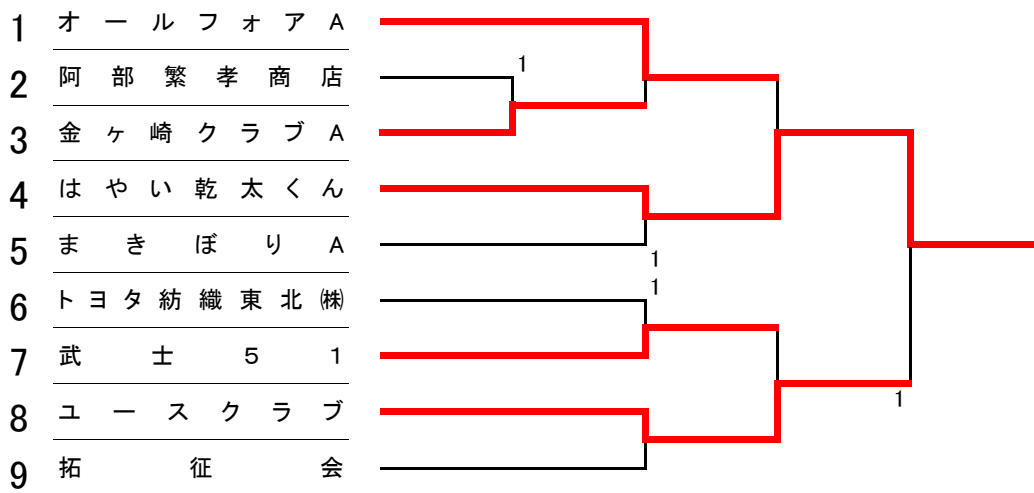 1 オールフォアA
2 阿部繁孝商店
1
3 金ヶ崎クラブA
4 はやい乾太くん
5 まきぼりA
1
6 トヨタ紡織東北㈱
1
7 武士51
8 ユースクラブ
1
9 拓征会